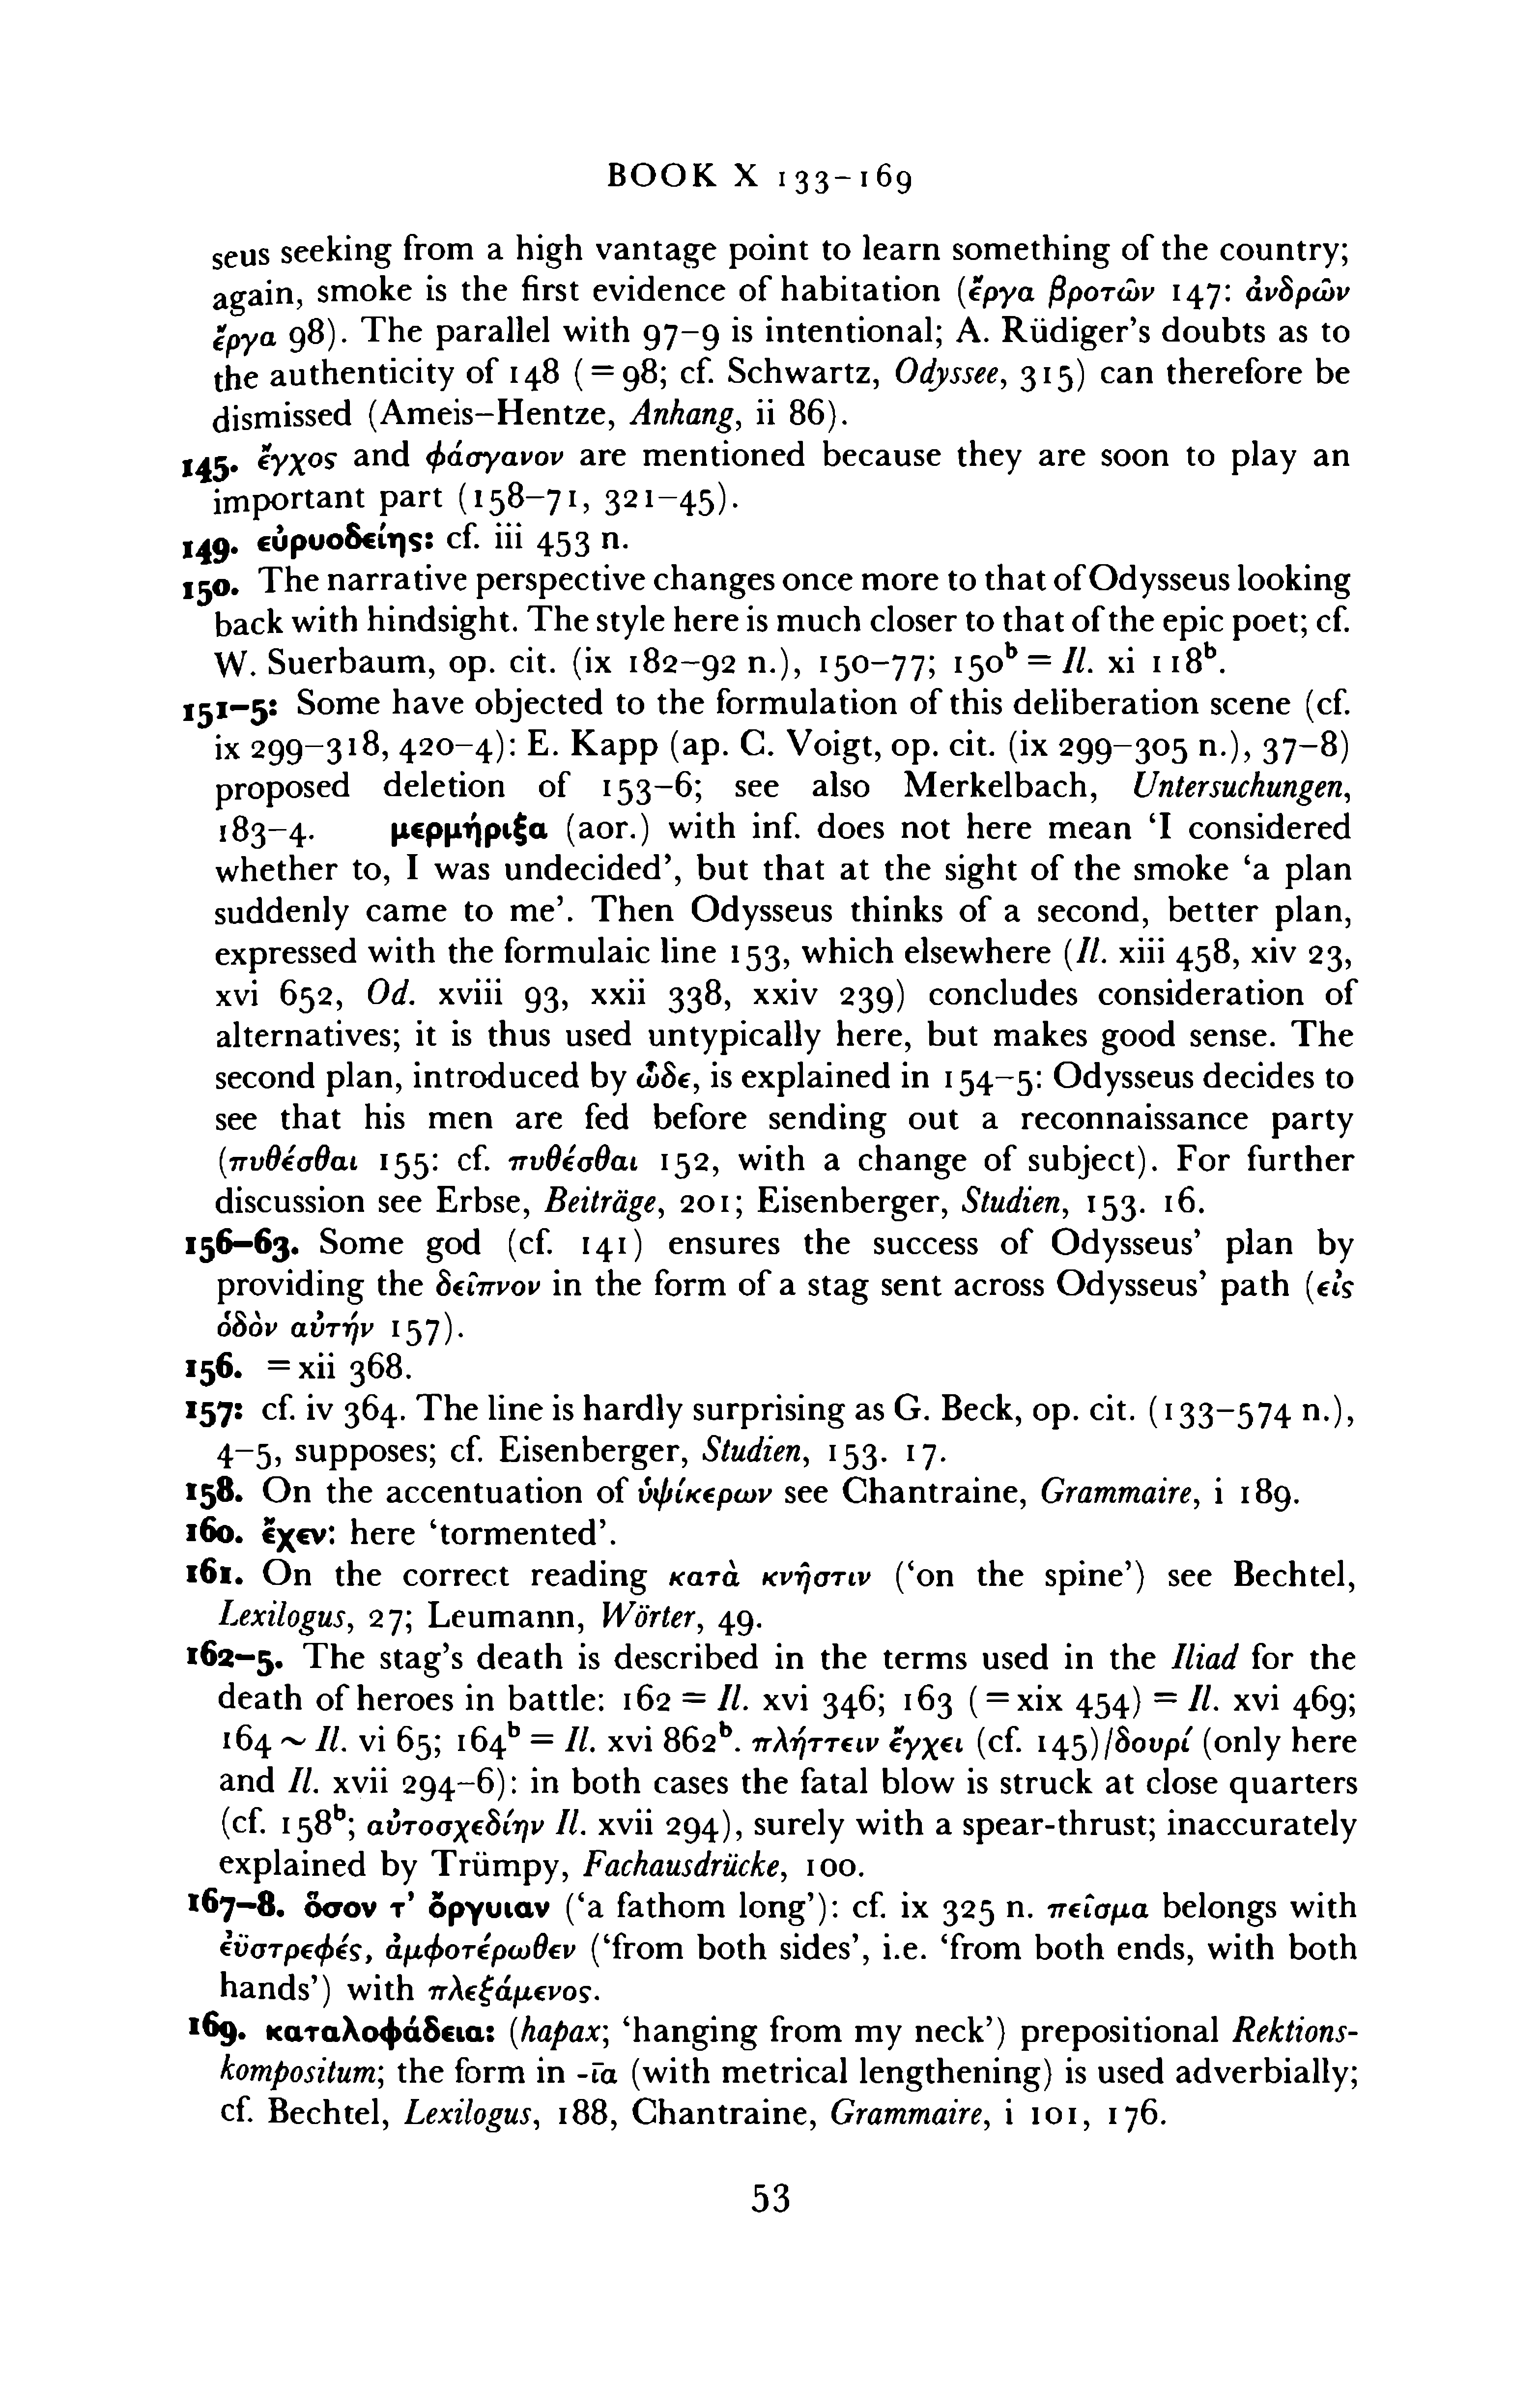 BOOK X 133–169
seus seeking from a high vantage point to learn something of the country;
again, smoke is the first evidence of habitation (ἔργα βροτῶν 147: ἀνδρῶν
ἔργα 98). The parallel with 97–9 is intentional; A. Rüdiger’s doubts as to
the authenticity of 148 (=98; cf. Schwartz, Odyssee, 315) can therefore be
dismissed (Ameis–Hentze, Anhang, ii 86).
145. ἔγχος and φάσγανον are mentioned because they are soon to play an
important part (158–71, 321–45).
149. εὐρυοδείης: cf. iii 453 n.
150. The narrative perspective changes once more to that of Odysseus looking
back with hindsight. The style here is much closer to that of the epic poet; cf.
W. Suerbaum, op. cit. (ix 182–92 n.), 150–77; 150ᵇ = Il. xi 118ᵇ.
151–5: Some have objected to the formulation of this deliberation scene (cf.
ix 299–318, 420–4): E. Kapp (ap. C. Voigt, op. cit. (ix 299–305 n.), 37–8)
proposed deletion of 153–6; see also Merkelbach, Untersuchungen,
183–4. μερμήριξα (aor.) with inf. does not here mean ‘I considered
whether to, I was undecided’, but that at the sight of the smoke ‘a plan
suddenly came to me’. Then Odysseus thinks of a second, better plan,
expressed with the formulaic line 153, which elsewhere (Il. xiii 458, xiv 23,
xvi 652, Od. xviii 93, xxii 338, xxiv 239) concludes consideration of
alternatives; it is thus used untypically here, but makes good sense. The
second plan, introduced by ὧδε, is explained in 154–5: Odysseus decides to
see that his men are fed before sending out a reconnaissance party
(πυθέσθαι 155: cf. πυθέσθαι 152, with a change of subject). For further
discussion see Erbse, Beiträge, 201; Eisenberger, Studien, 153. 16.
156–63. Some god (cf. 141) ensures the success of Odysseus’ plan by
providing the δεῖπνον in the form of a stag sent across Odysseus’ path (εἰς
ὁδὸν αὐτήν 157).
156. =xii 368.
157: cf. iv 364. The line is hardly surprising as G. Beck, op. cit. (133–574 n.),
4–5, supposes; cf. Eisenberger, Studien, 153. 17.
158. On the accentuation of ὑψίκερων see Chantraine, Grammaire, i 189.
160. ἔχεν: here ‘tormented’.
161. On the correct reading κατὰ κνῆστιν (‘on the spine’) see Bechtel,
Lexilogus, 27; Leumann, Wörter, 49.
162–5. The stag’s death is described in the terms used in the Iliad for the
death of heroes in battle: 162 = Il. xvi 346; 163 (=xix 454) = Il. xvi 469;
164 ~ Il. vi 65; 164ᵇ = Il. xvi 862ᵇ. πλήττειν ἔγχει (cf. 145)/δουρί (only here
and Il. xvii 294–6): in both cases the fatal blow is struck at close quarters
(cf. 158ᵇ; αὐτοσχεδίην Il. xvii 294), surely with a spear-thrust; inaccurately
explained by Trümpy, Fachausdrücke, 100.
167–8. ὅσον τ’ ὄργυιαν (‘a fathom long’): cf. ix 325 n. πεῖσμα belongs with
ἐϋστρεφές, ἀμφοτέρωθεν (‘from both sides’, i.e. ‘from both ends, with both
hands’) with πλεξάμενος.
169. καταλοφάδεια: (hapax; ‘hanging from my neck’) prepositional Rektions-
kompositum; the form in -ῑα (with metrical lengthening) is used adverbially;
cf. Bechtel, Lexilogus, 188, Chantraine, Grammaire, i 101, 176.
53